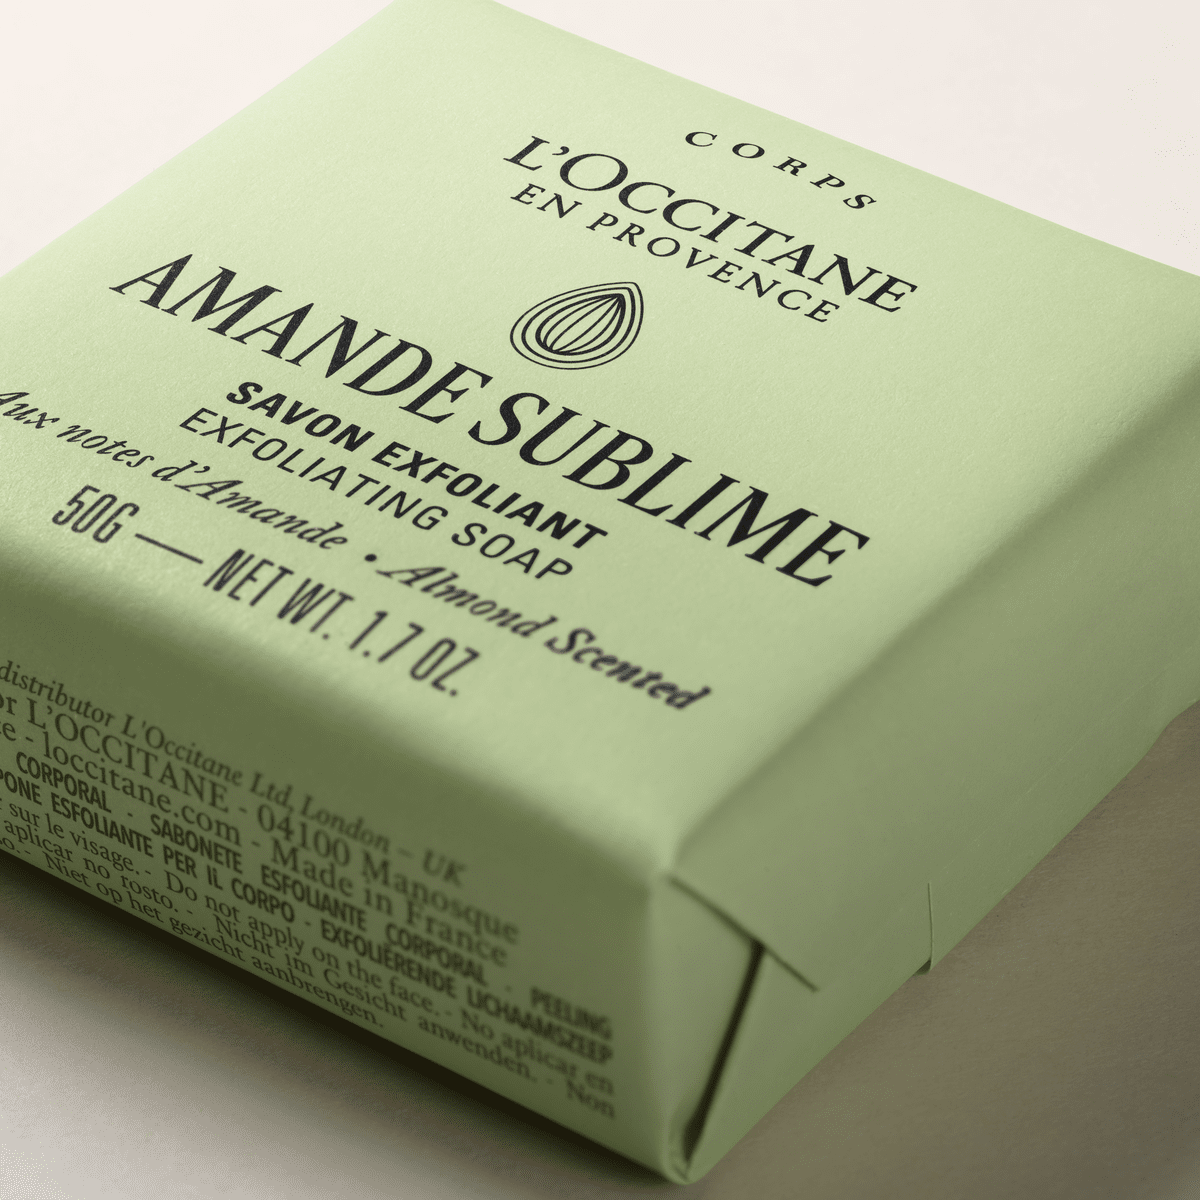 CORPS
L'OCCITANE
EN PROVENCE
AMANDE SUBLIME
SAVON EXFOLIANT
EXFOLIATING SOAP
Aux notes d'Amande • Almond Scented
50G — NET WT. 1.7 OZ.
distributor L'Occitane Ltd, London – UK
L'OCCITANE - 04100 Manosque
- loccitane.com - Made in France
CORPORAL - SABONETE ESFOLIANTE CORPORAL - PEELING
ESFOLIANTE PER IL CORPO - EXFOLIËRENDE LICHAAMSZEEP
sur le visage. - Do not apply on the face. - No aplicar en
aplicar no rosto. - Nicht im Gesicht anwenden. - Non
- Niet op het gezicht aanbrengen.